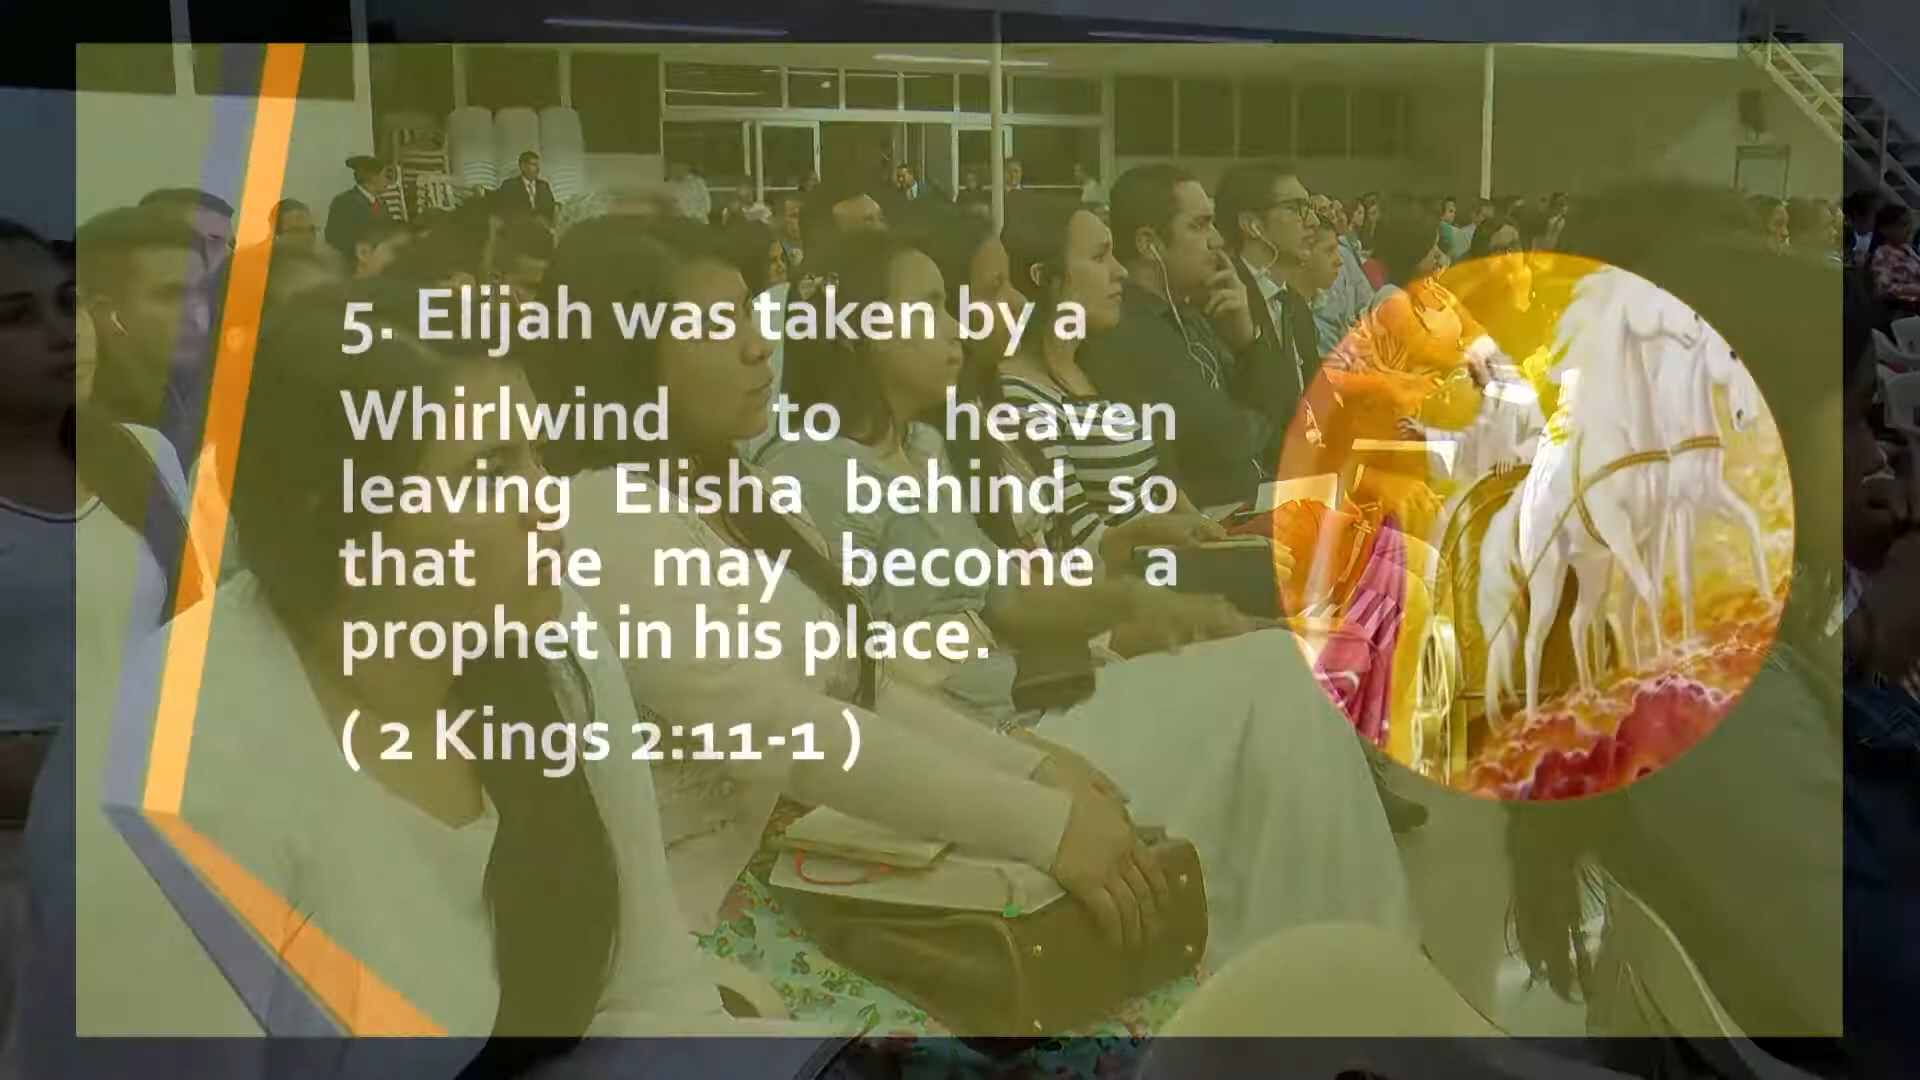 5. Elijah was taken by a
Whirlwind to heaven
leaving Elisha behind so
that he may become a
prophet in his place.
( 2 Kings 2:11-1 )